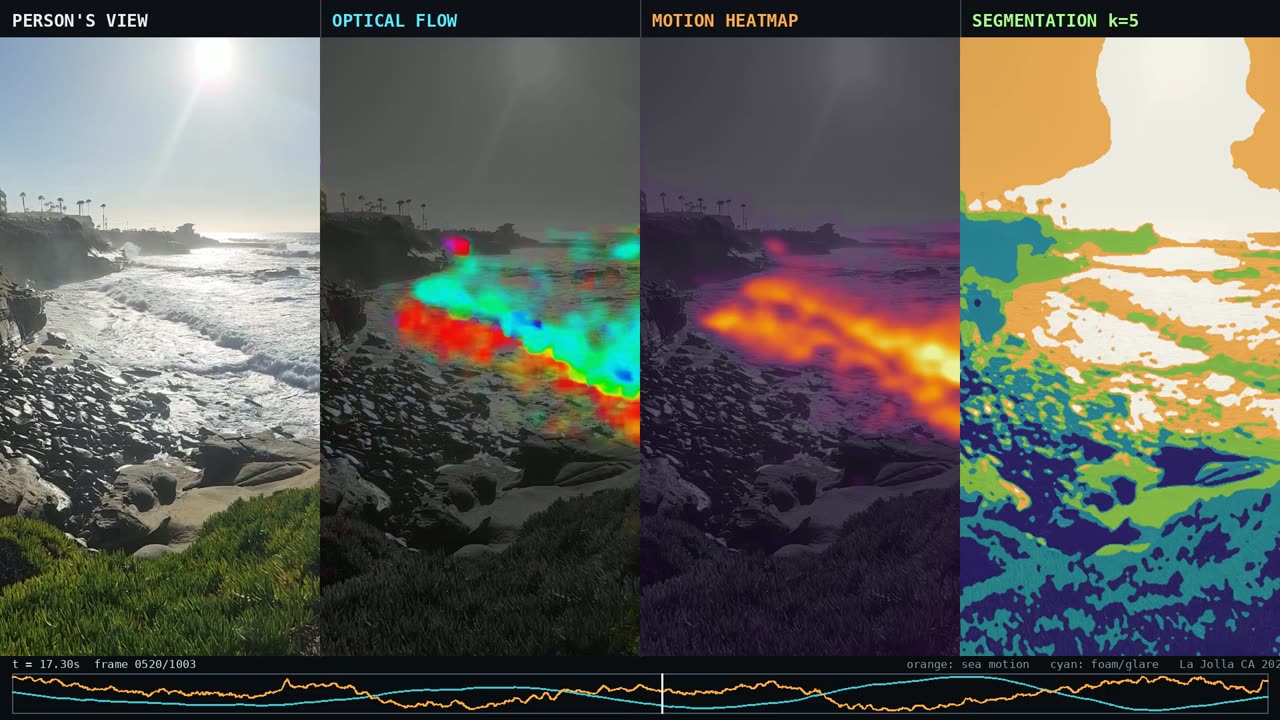 PERSON'S VIEW
OPTICAL FLOW
MOTION HEATMAP
SEGMENTATION k=5
t = 17.30s frame 0520/1003
orange: sea motion cyan: foam/glare La Jolla CA 202